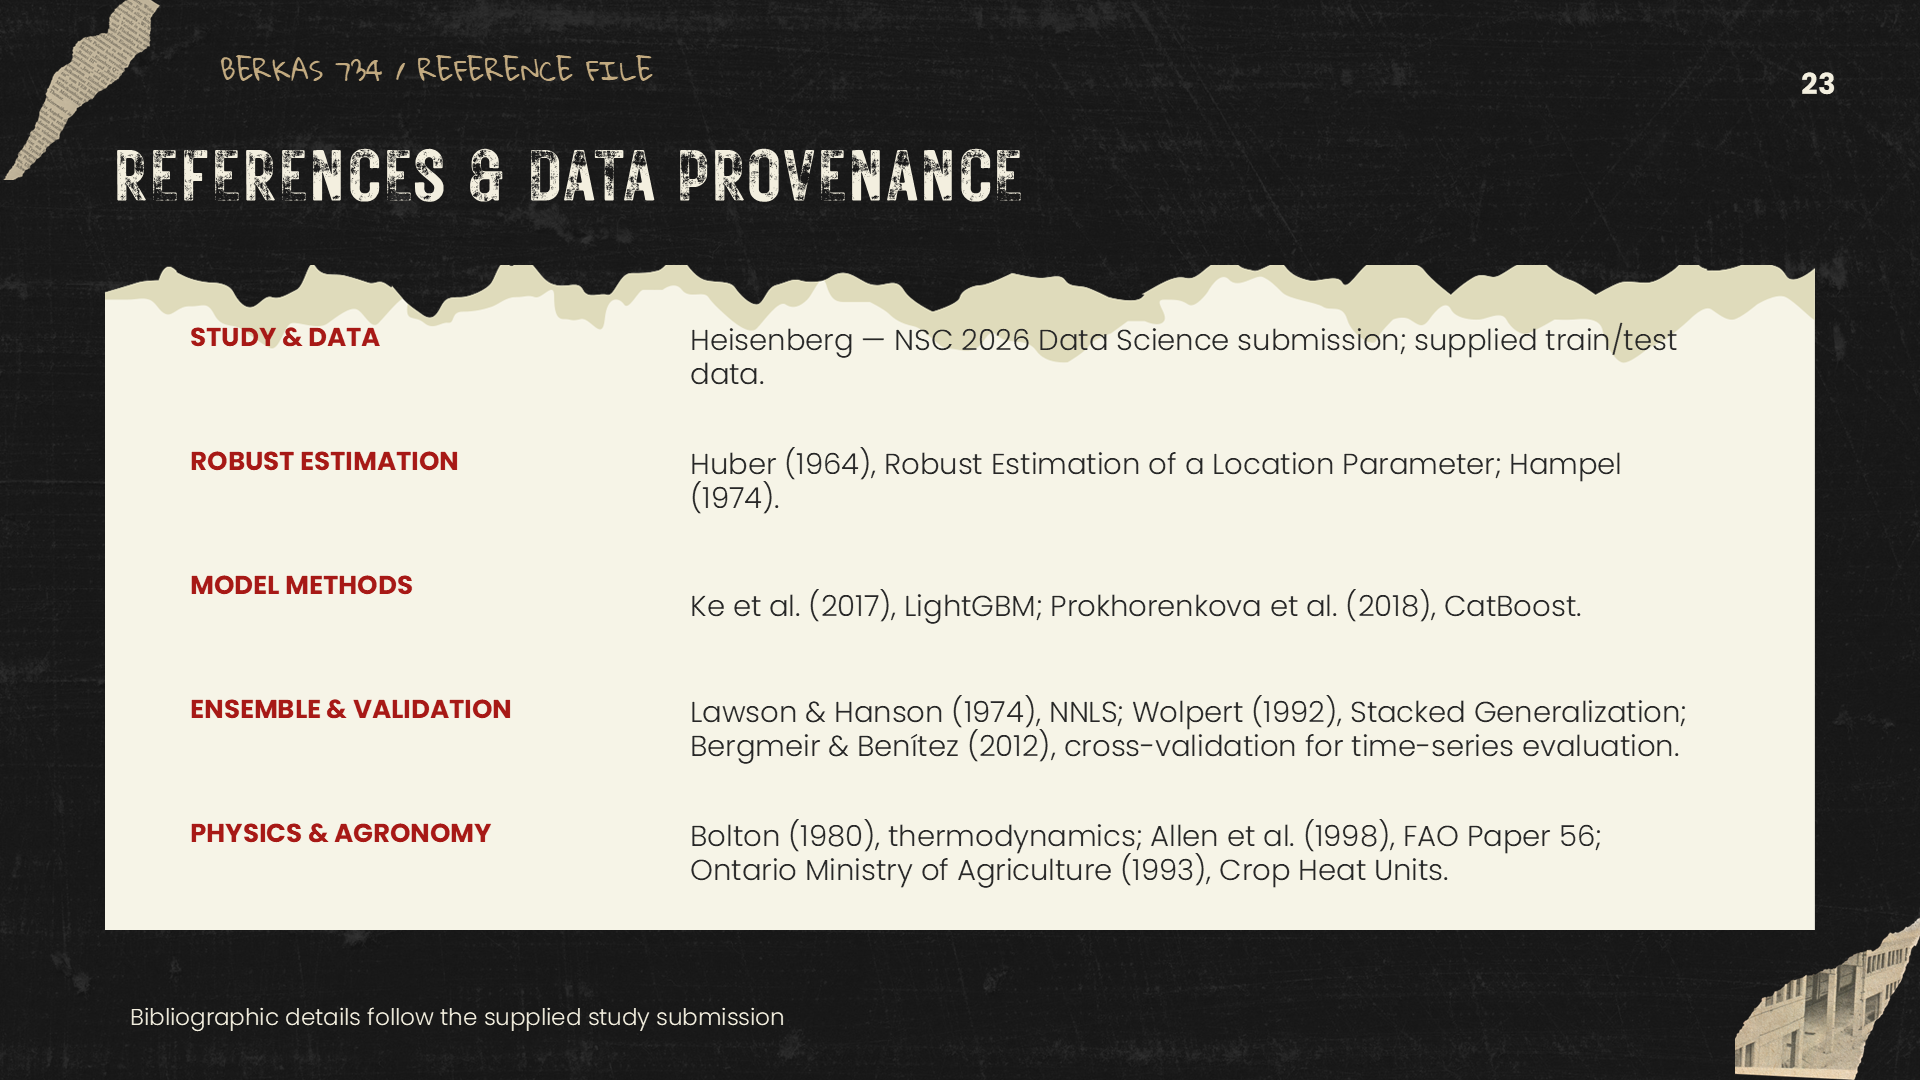 BERKAS 734 / REFERENCE FILE
23
REFERENCES & DATA PROVENANCE
STUDY & DATA
Heisenberg — NSC 2026 Data Science submission; supplied train/test
data.
ROBUST ESTIMATION
Huber (1964), Robust Estimation of a Location Parameter; Hampel
(1974).
MODEL METHODS
Ke et al. (2017), LightGBM; Prokhorenkova et al. (2018), CatBoost.
ENSEMBLE & VALIDATION
Lawson & Hanson (1974), NNLS; Wolpert (1992), Stacked Generalization;
Bergmeir & Benítez (2012), cross-validation for time-series evaluation.
PHYSICS & AGRONOMY
Bolton (1980), thermodynamics; Allen et al. (1998), FAO Paper 56;
Ontario Ministry of Agriculture (1993), Crop Heat Units.
Bibliographic details follow the supplied study submission